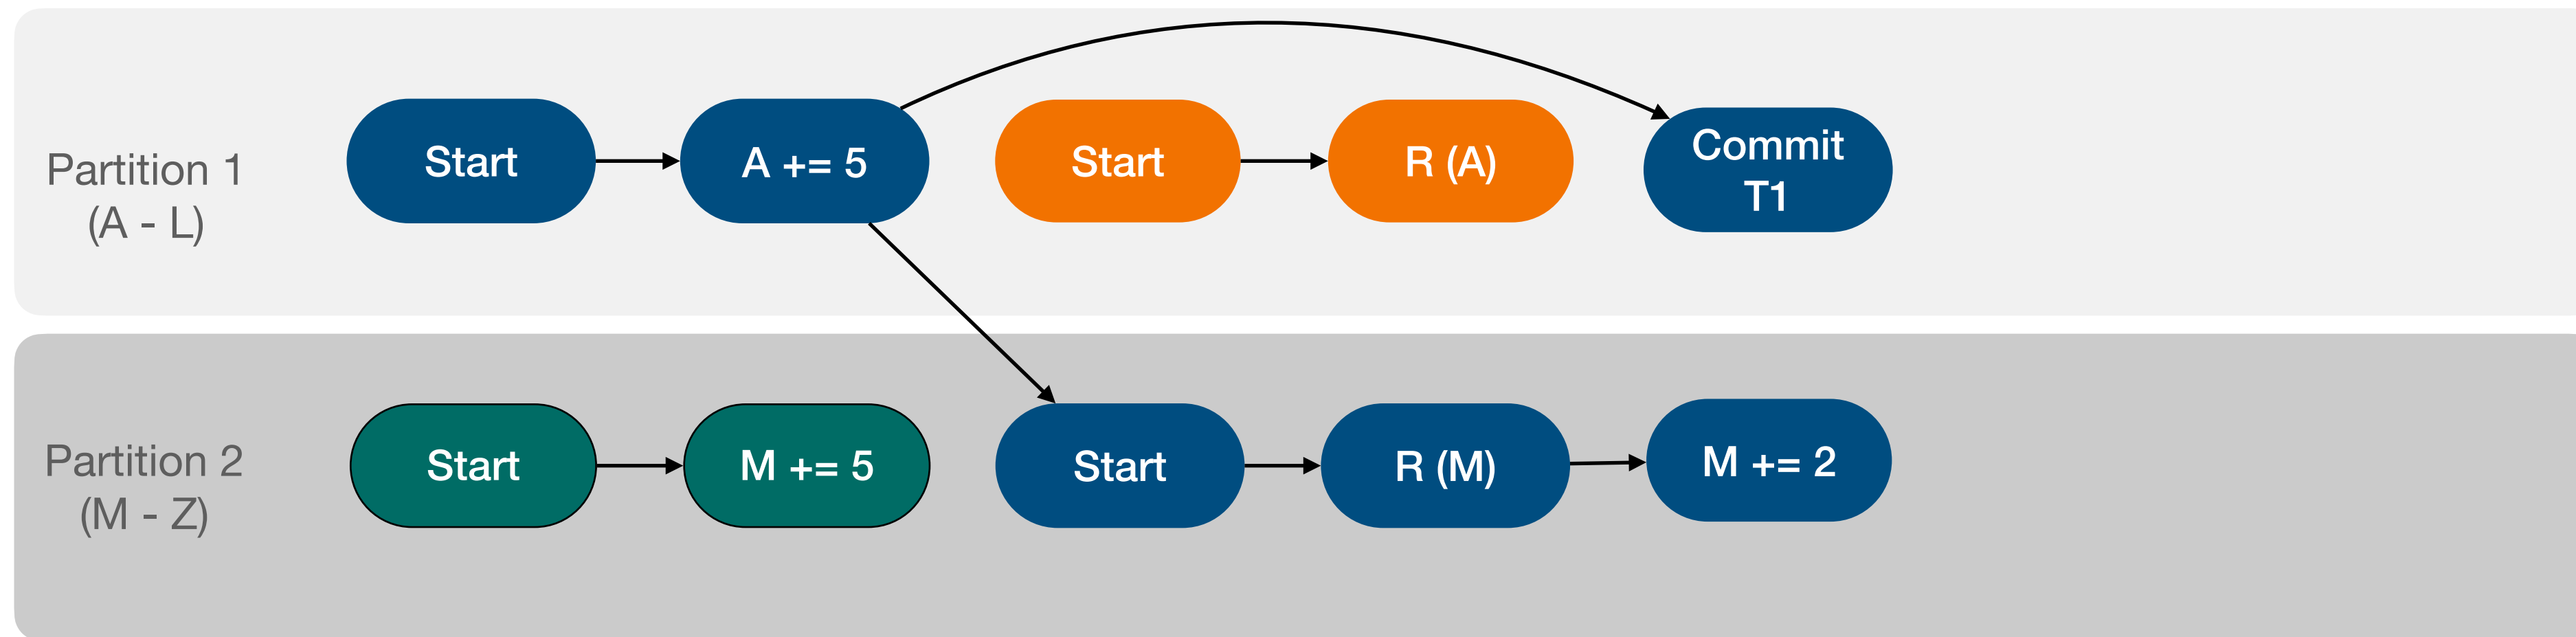 Partition 1
(A - L)
Start
A += 5
Start
R (A)
Commit
T1
Partition 2
(M - Z)
Start
M += 5
Start
R (M)
M += 2